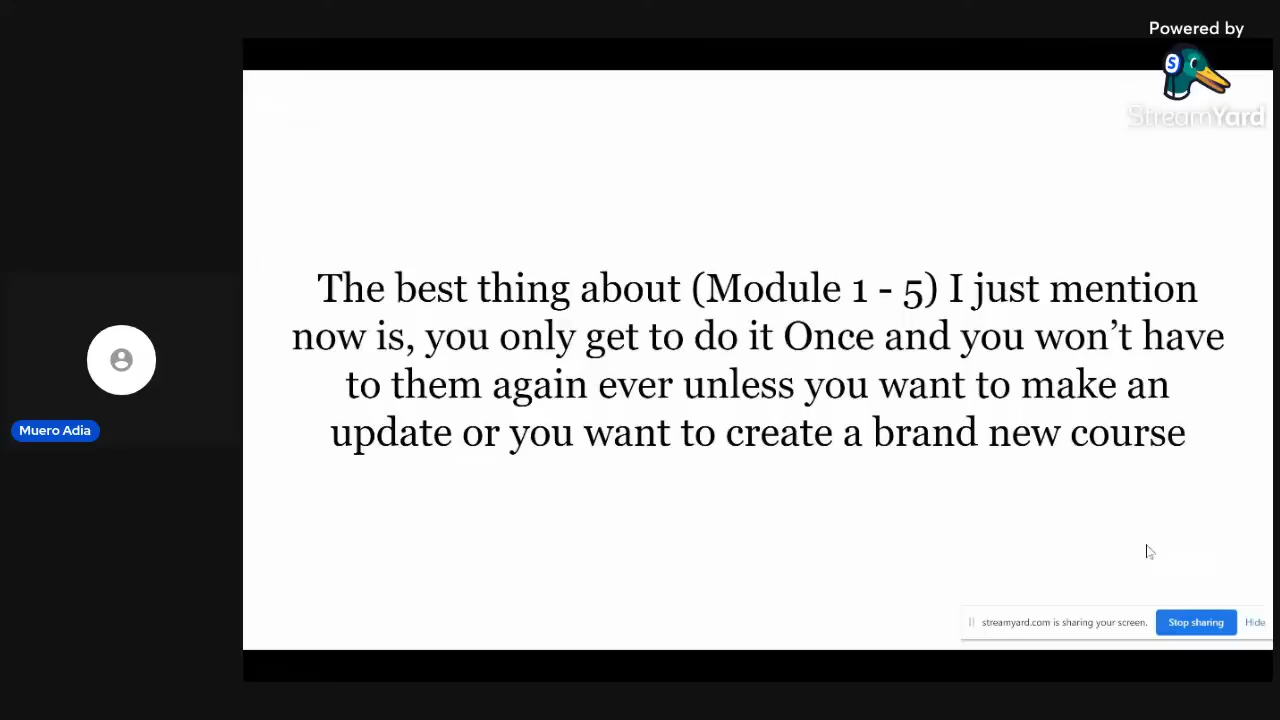 Powered by
StreamYard
The best thing about (Module 1 - 5) I just mention
now is, you only get to do it Once and you won’t have
to them again ever unless you want to make an
update or you want to create a brand new course
Muero Adia
streamyard.com is sharing your screen.
Stop sharing
Hide